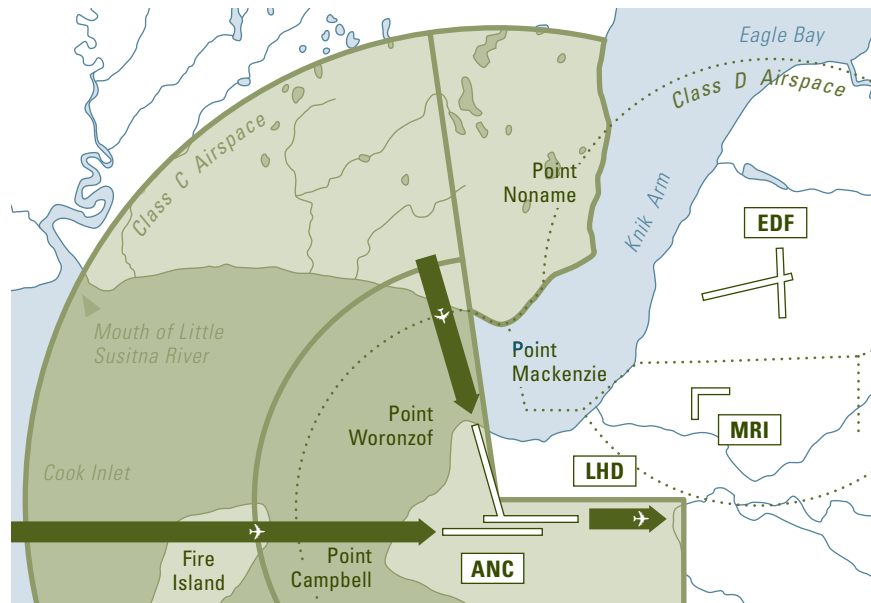 Eagle Bay
Class D Airspace
Class C Airspace
Point
Noname
Knik Arm
EDF
Mouth of Little
Susitna River
Point
Mackenzie
Point
Woronzof
MRI
LHD
Cook Inlet
Fire
Island
Point
Campbell
ANC